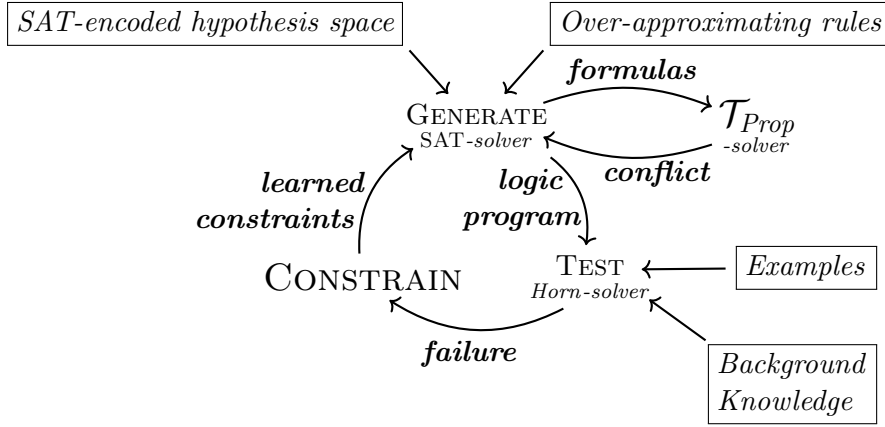 SAT-encoded hypothesis space
Over-approximating rules
formulas
GENERATE
SAT-solver
𝒯Prop
-solver
conflict
learned
constraints
logic
program
CONSTRAIN
TEST
Horn-solver
Examples
failure
Background
Knowledge